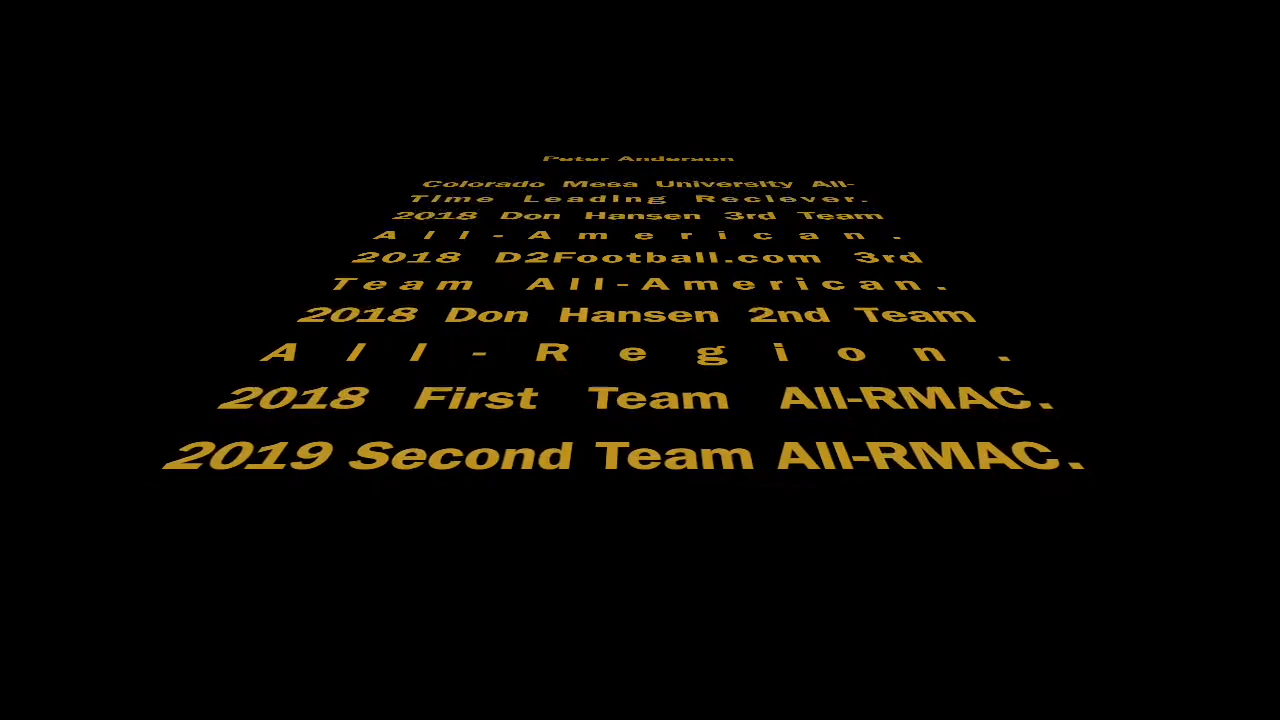 Peter Anderson
Colorado Mesa University All-
Time Leading Reciever.
2018 Don Hansen 3rd Team
All-American.
2018 D2Football.com 3rd
Team All-American.
2018 Don Hansen 2nd Team
All-Region.
2018 First Team All-RMAC.
2019 Second Team All-RMAC.